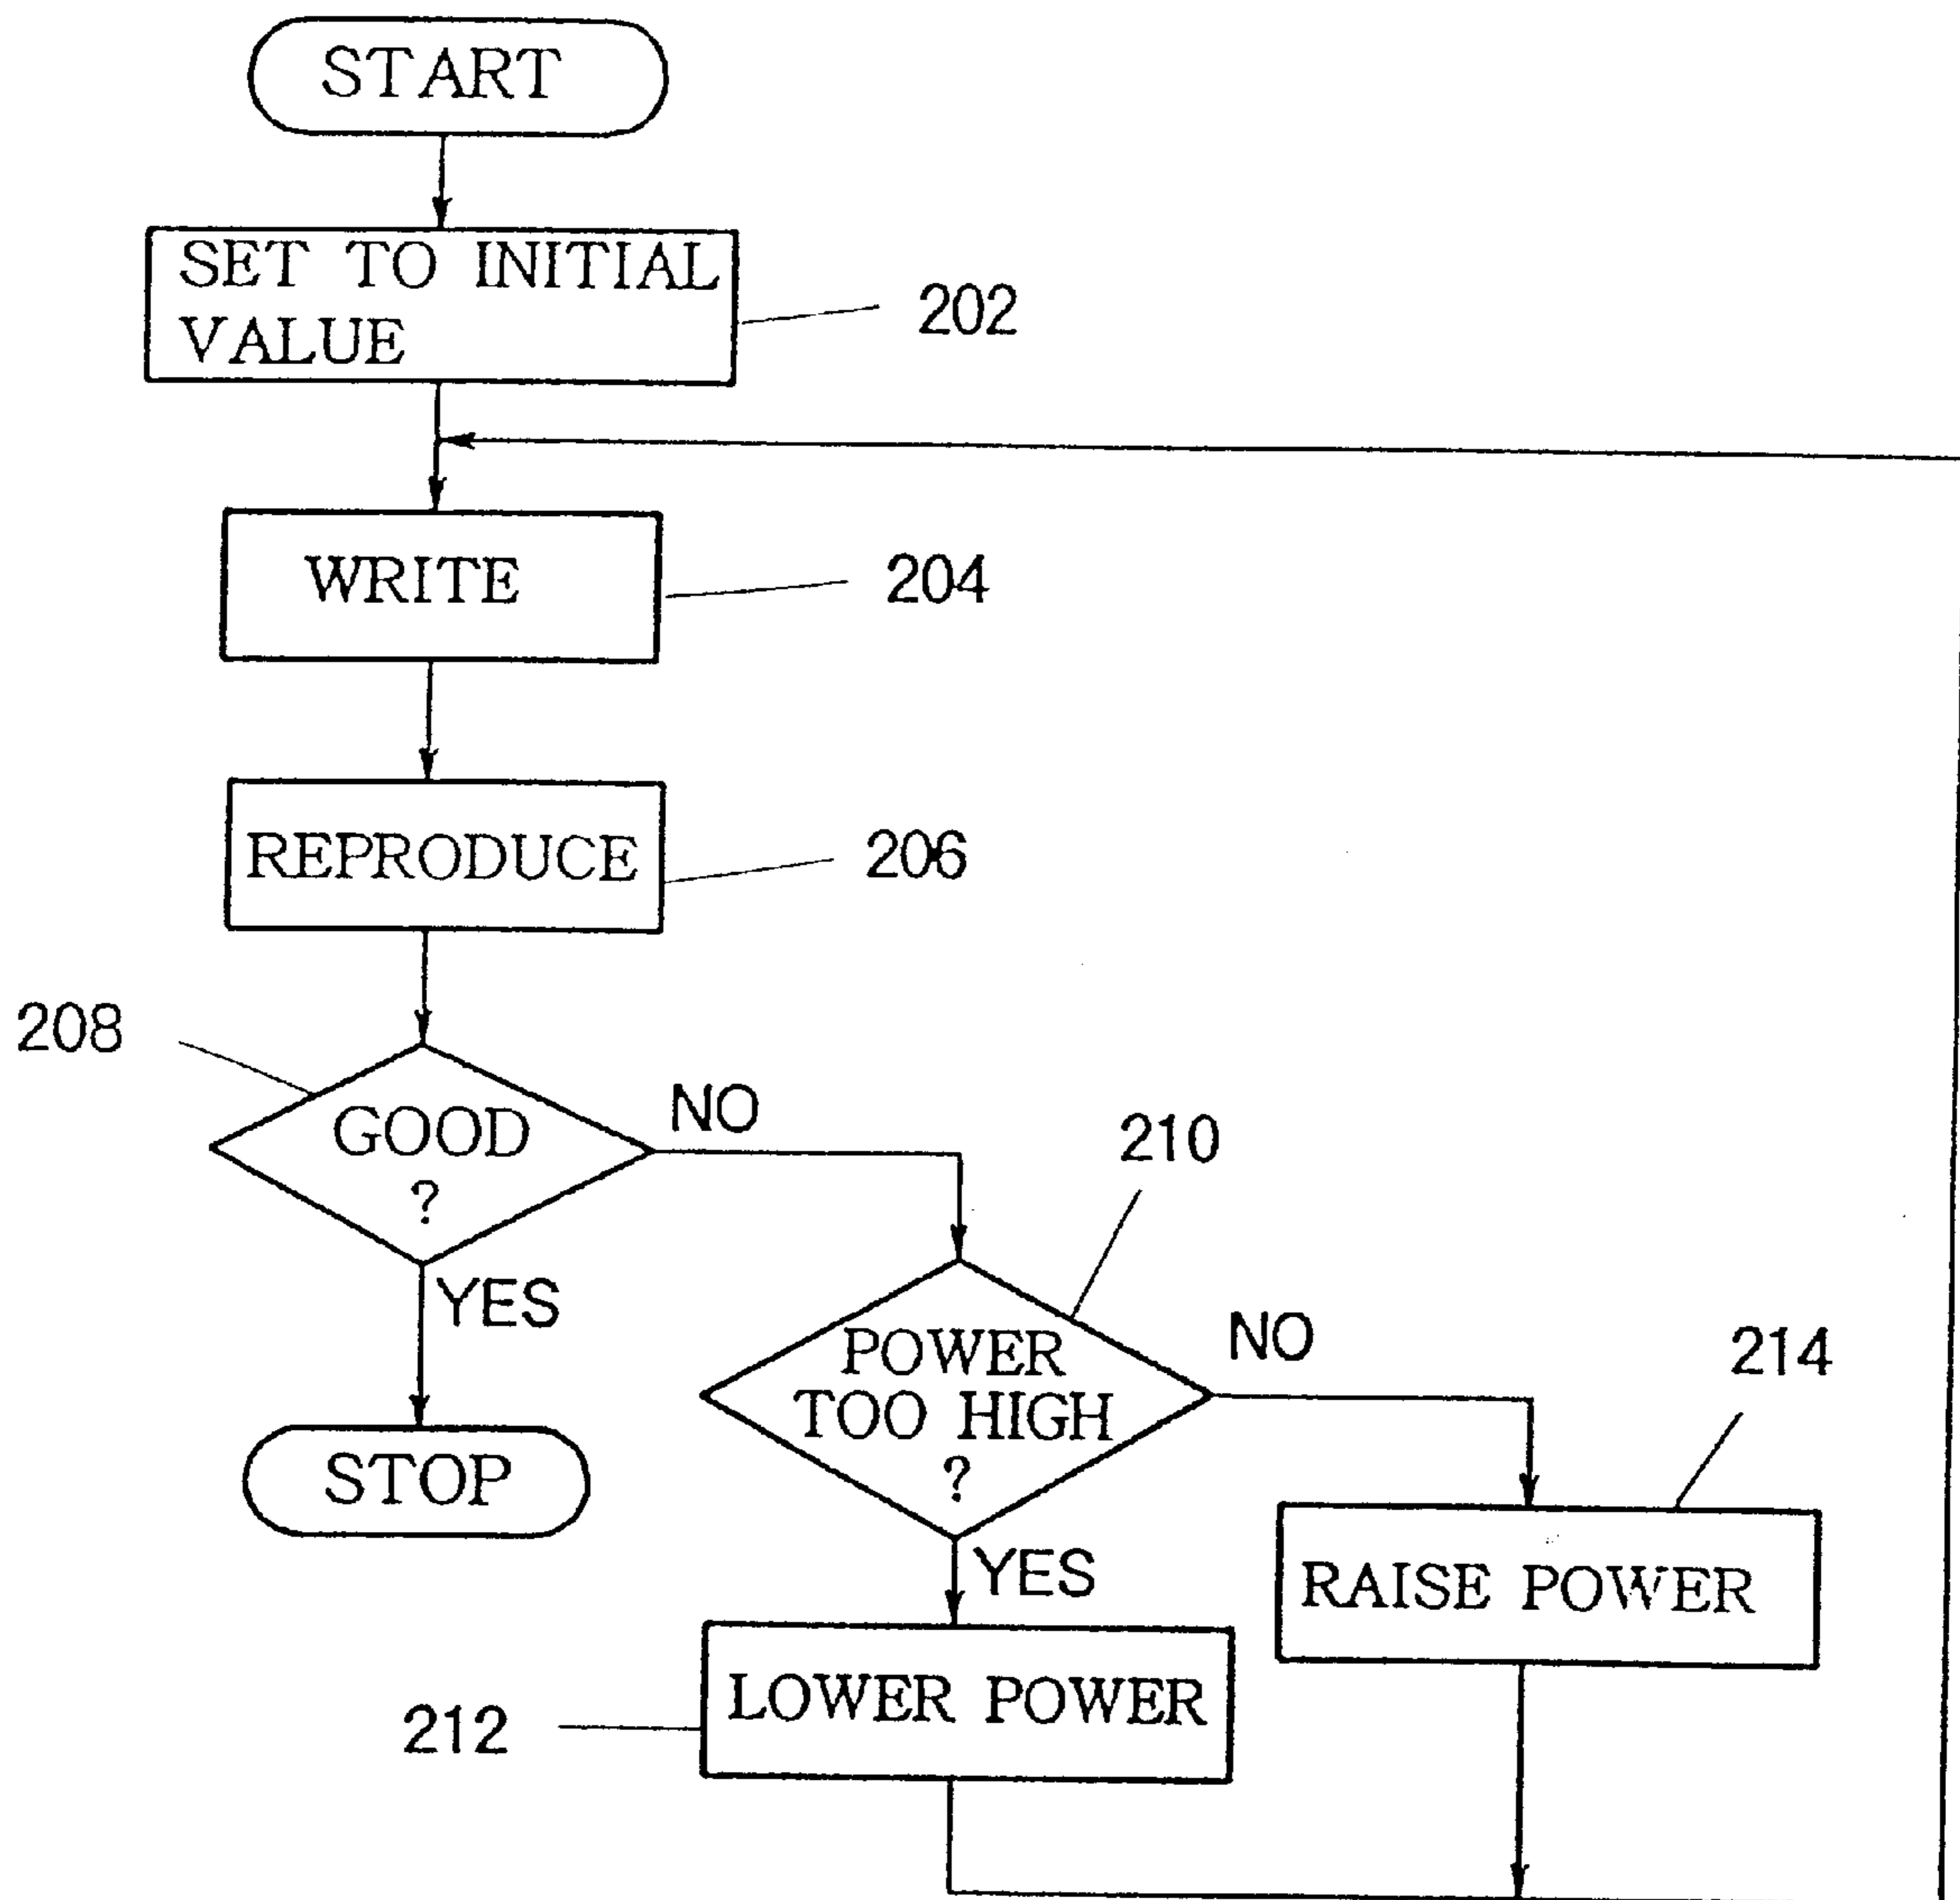 START
SET TO INITIAL
VALUE
202
WRITE
204
REPRODUCE
206
208
GOOD
?
NO
YES
STOP
210
POWER
TOO HIGH
?
NO
YES
214
RAISE POWER
LOWER POWER
212